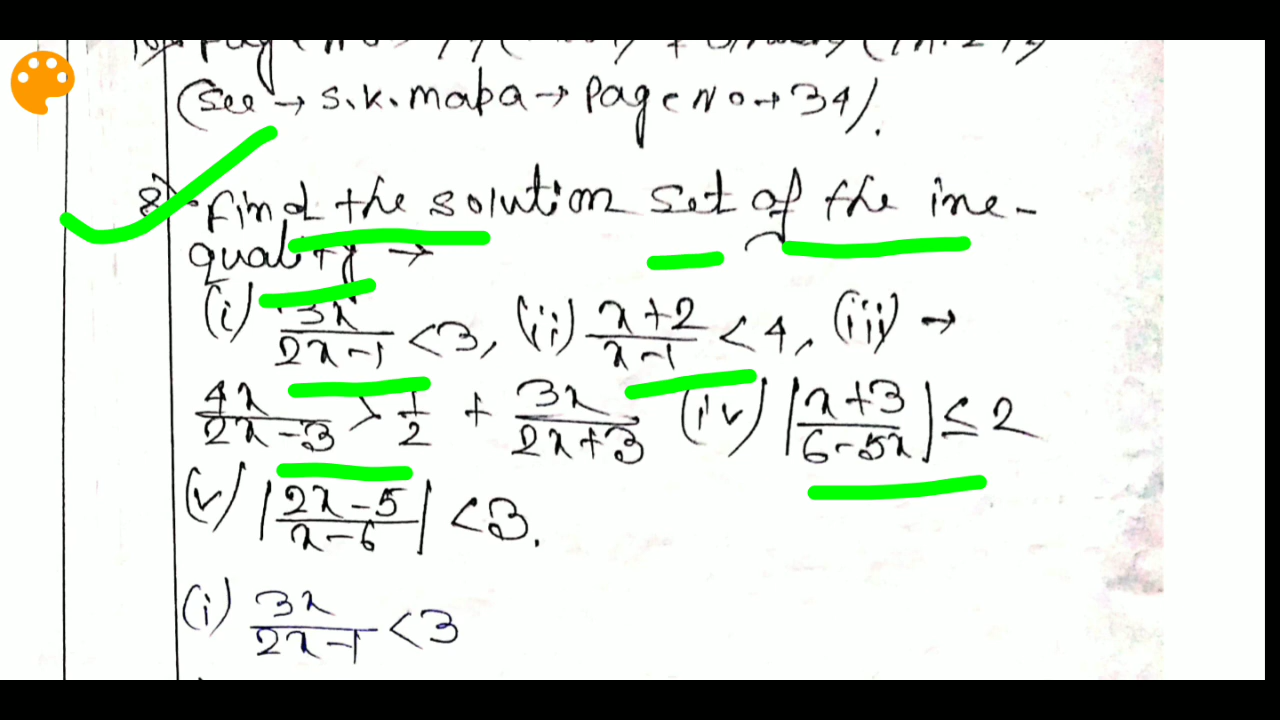 (see → S.K. mapa → Page No → 34).
8). Find the solution set of the ine-
quality →
(i) 3x/2x-1 < 3, (ii) x+2/x-1 < 4, (iii) →
4x/2x-3 > 1/2 + 3x/2x+3 (iv) |x+3/6-5x| ≤ 2
(v) |2x-5/x-6| < 3.
(i) 3x/2x-1 < 3